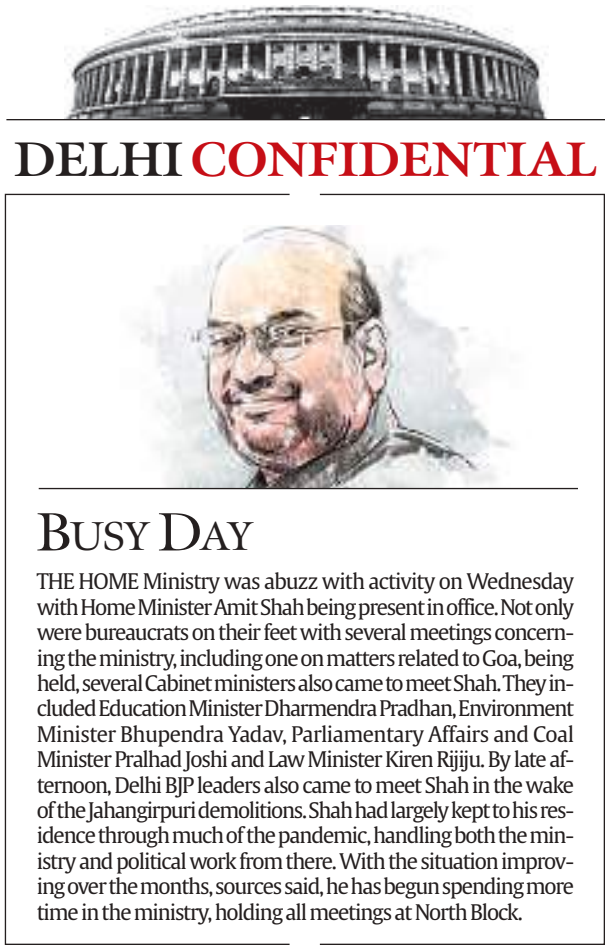 DELHI CONFIDENTIAL
BUSY DAY
THE HOME Ministry was abuzz with activity on Wednesday
with Home Minister Amit Shah being present in office. Not only
were bureaucrats on their feet with several meetings concern-
ing the ministry, including one on matters related to Goa, being
held, several Cabinet ministers also came to meet Shah. They in-
cluded Education Minister Dharmendra Pradhan, Environment
Minister Bhupendra Yadav, Parliamentary Affairs and Coal
Minister Pralhad Joshi and Law Minister Kiren Rijiju. By late af-
ternoon, Delhi BJP leaders also came to meet Shah in the wake
of the Jahangirpuri demolitions. Shah had largely kept to his res-
idence through much of the pandemic, handling both the min-
istry and political work from there. With the situation improv-
ing over the months, sources said, he has begun spending more
time in the ministry, holding all meetings at North Block.